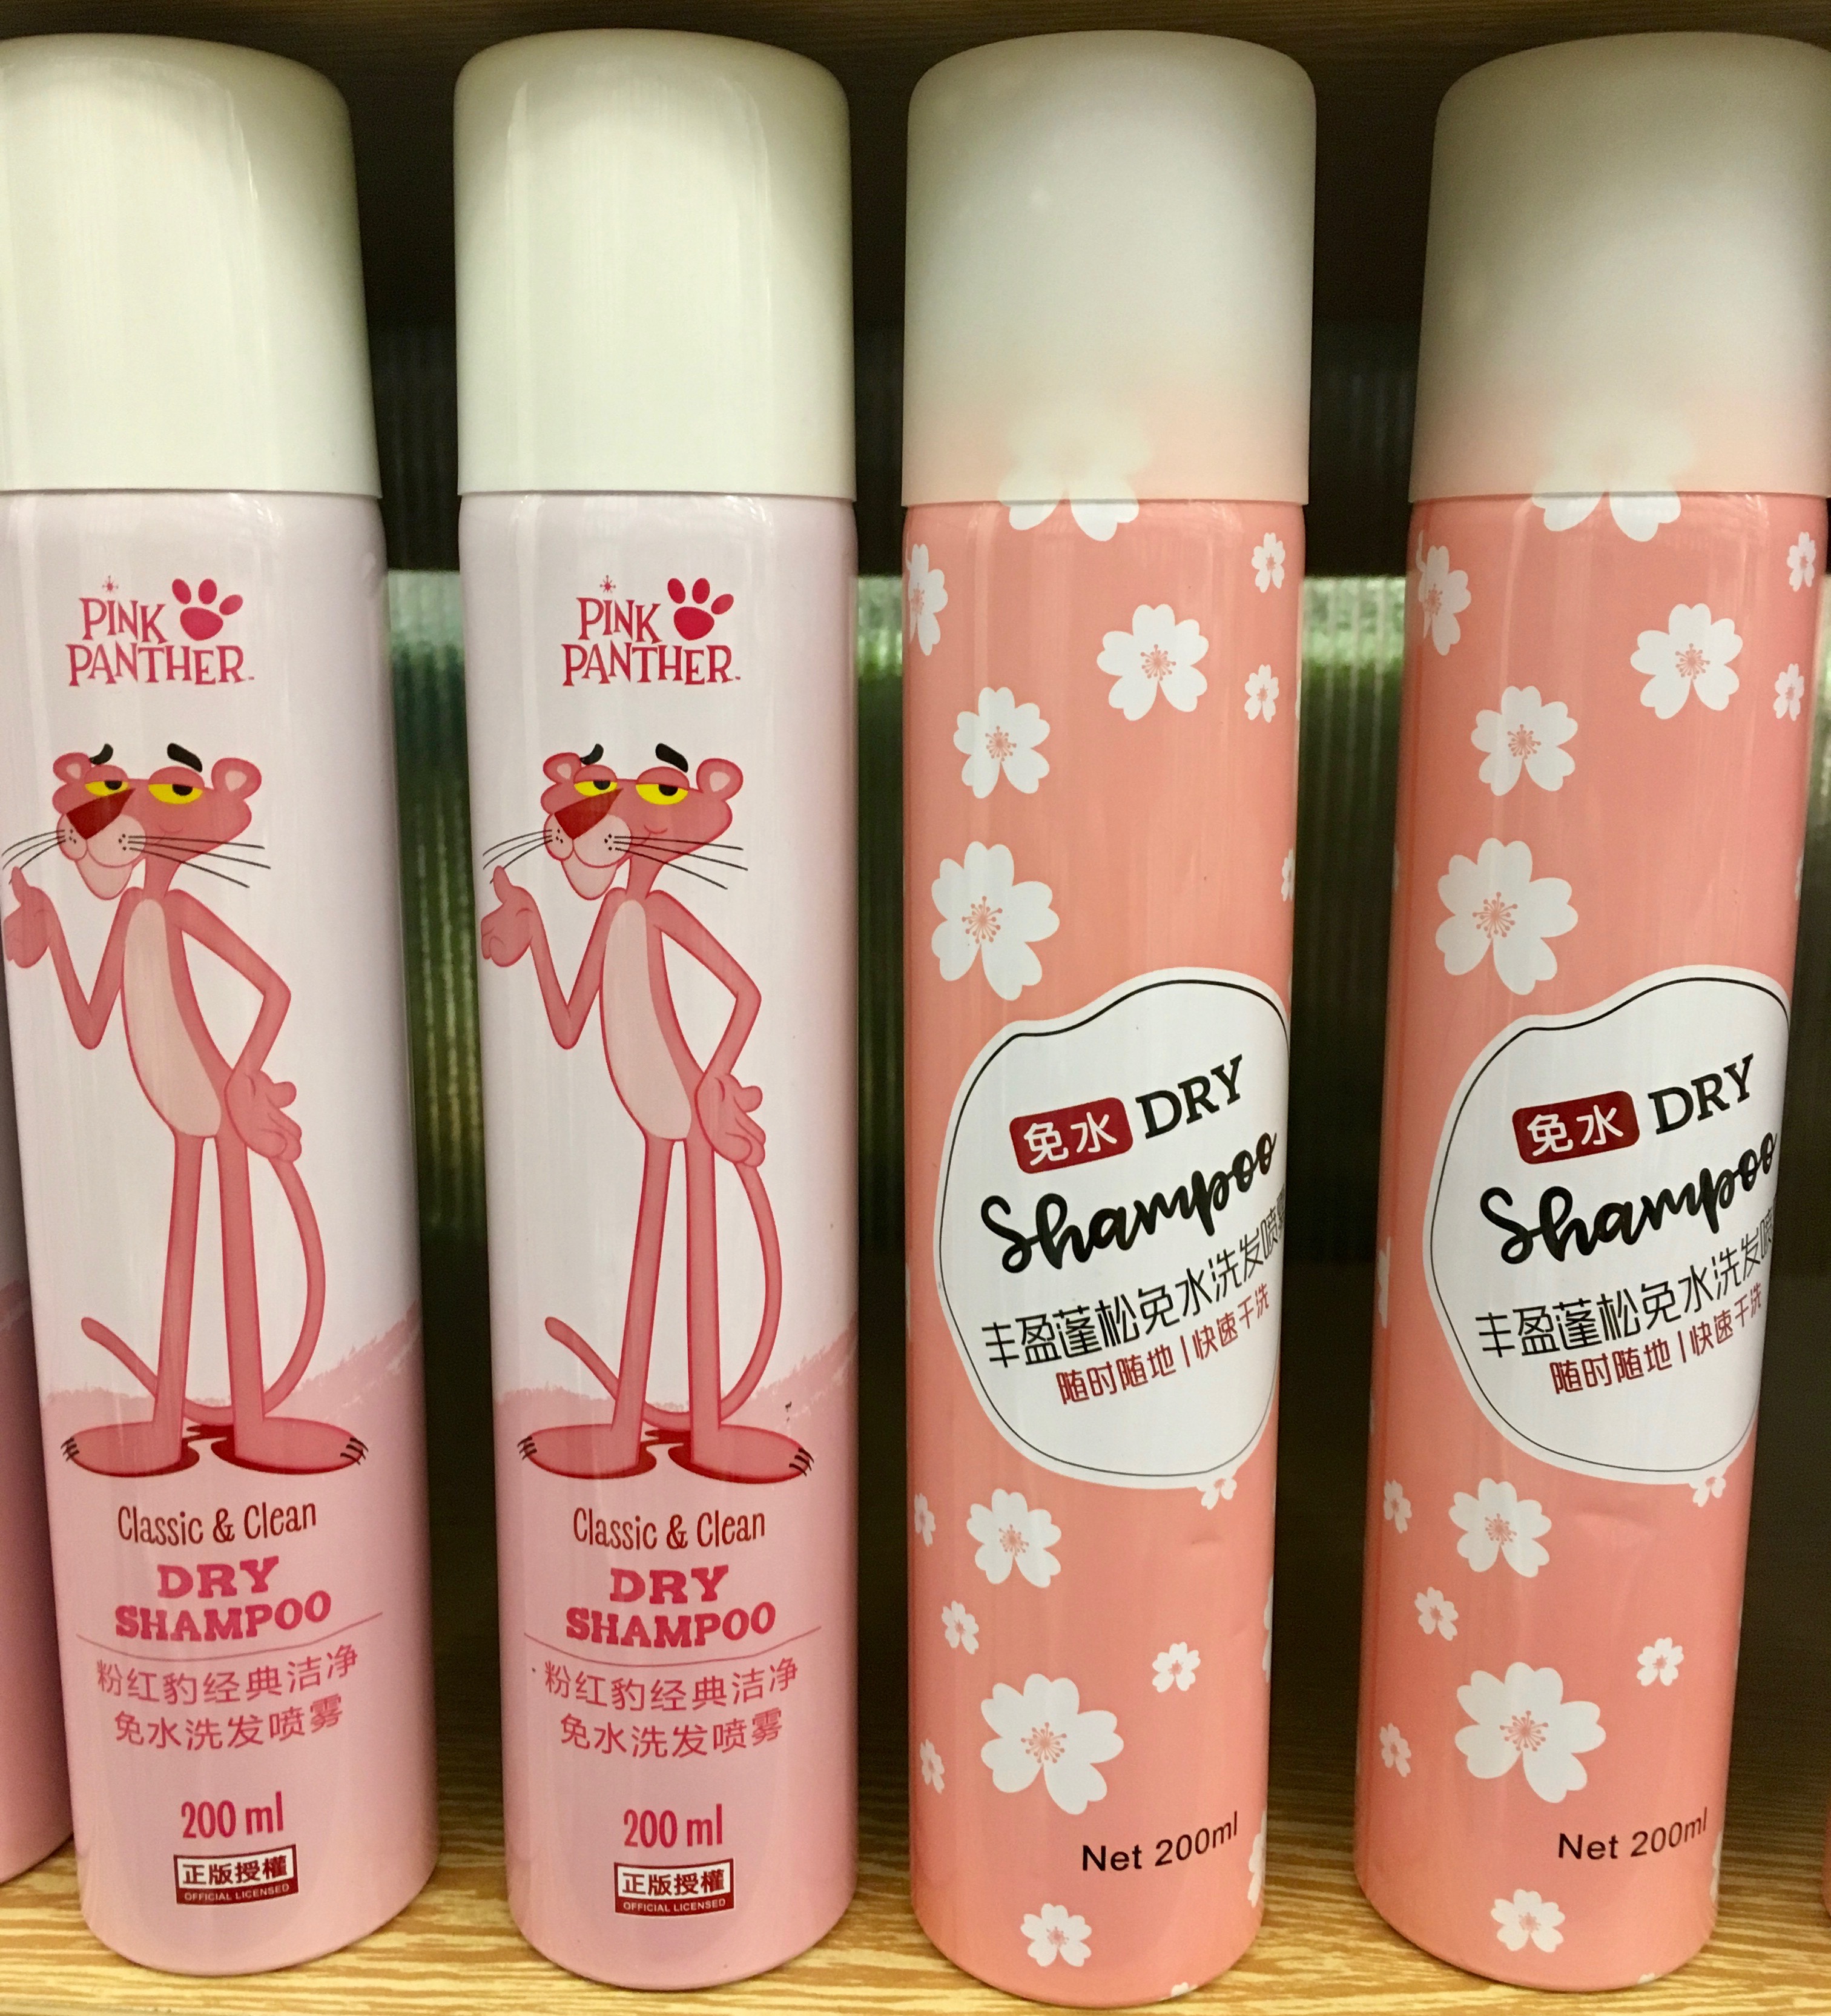 PINK
PANTHER
Classic & Clean
DRY
SHAMPOO
粉红豹经典洁净
免水洗发喷雾
200 ml
正版授權
OFFICIAL LICENSED
PINK
PANTHER
Classic & Clean
DRY
SHAMPOO
粉红豹经典洁净
免水洗发喷雾
200 ml
正版授權
OFFICIAL LICENSED
免水 DRY
Shampoo
丰盈蓬松免水洗发喷雾
随时随地 | 快速干洗
Net 200ml
免水 DRY
Shampoo
丰盈蓬松免水洗发喷
随时随地 | 快速干洗
Net 200ml